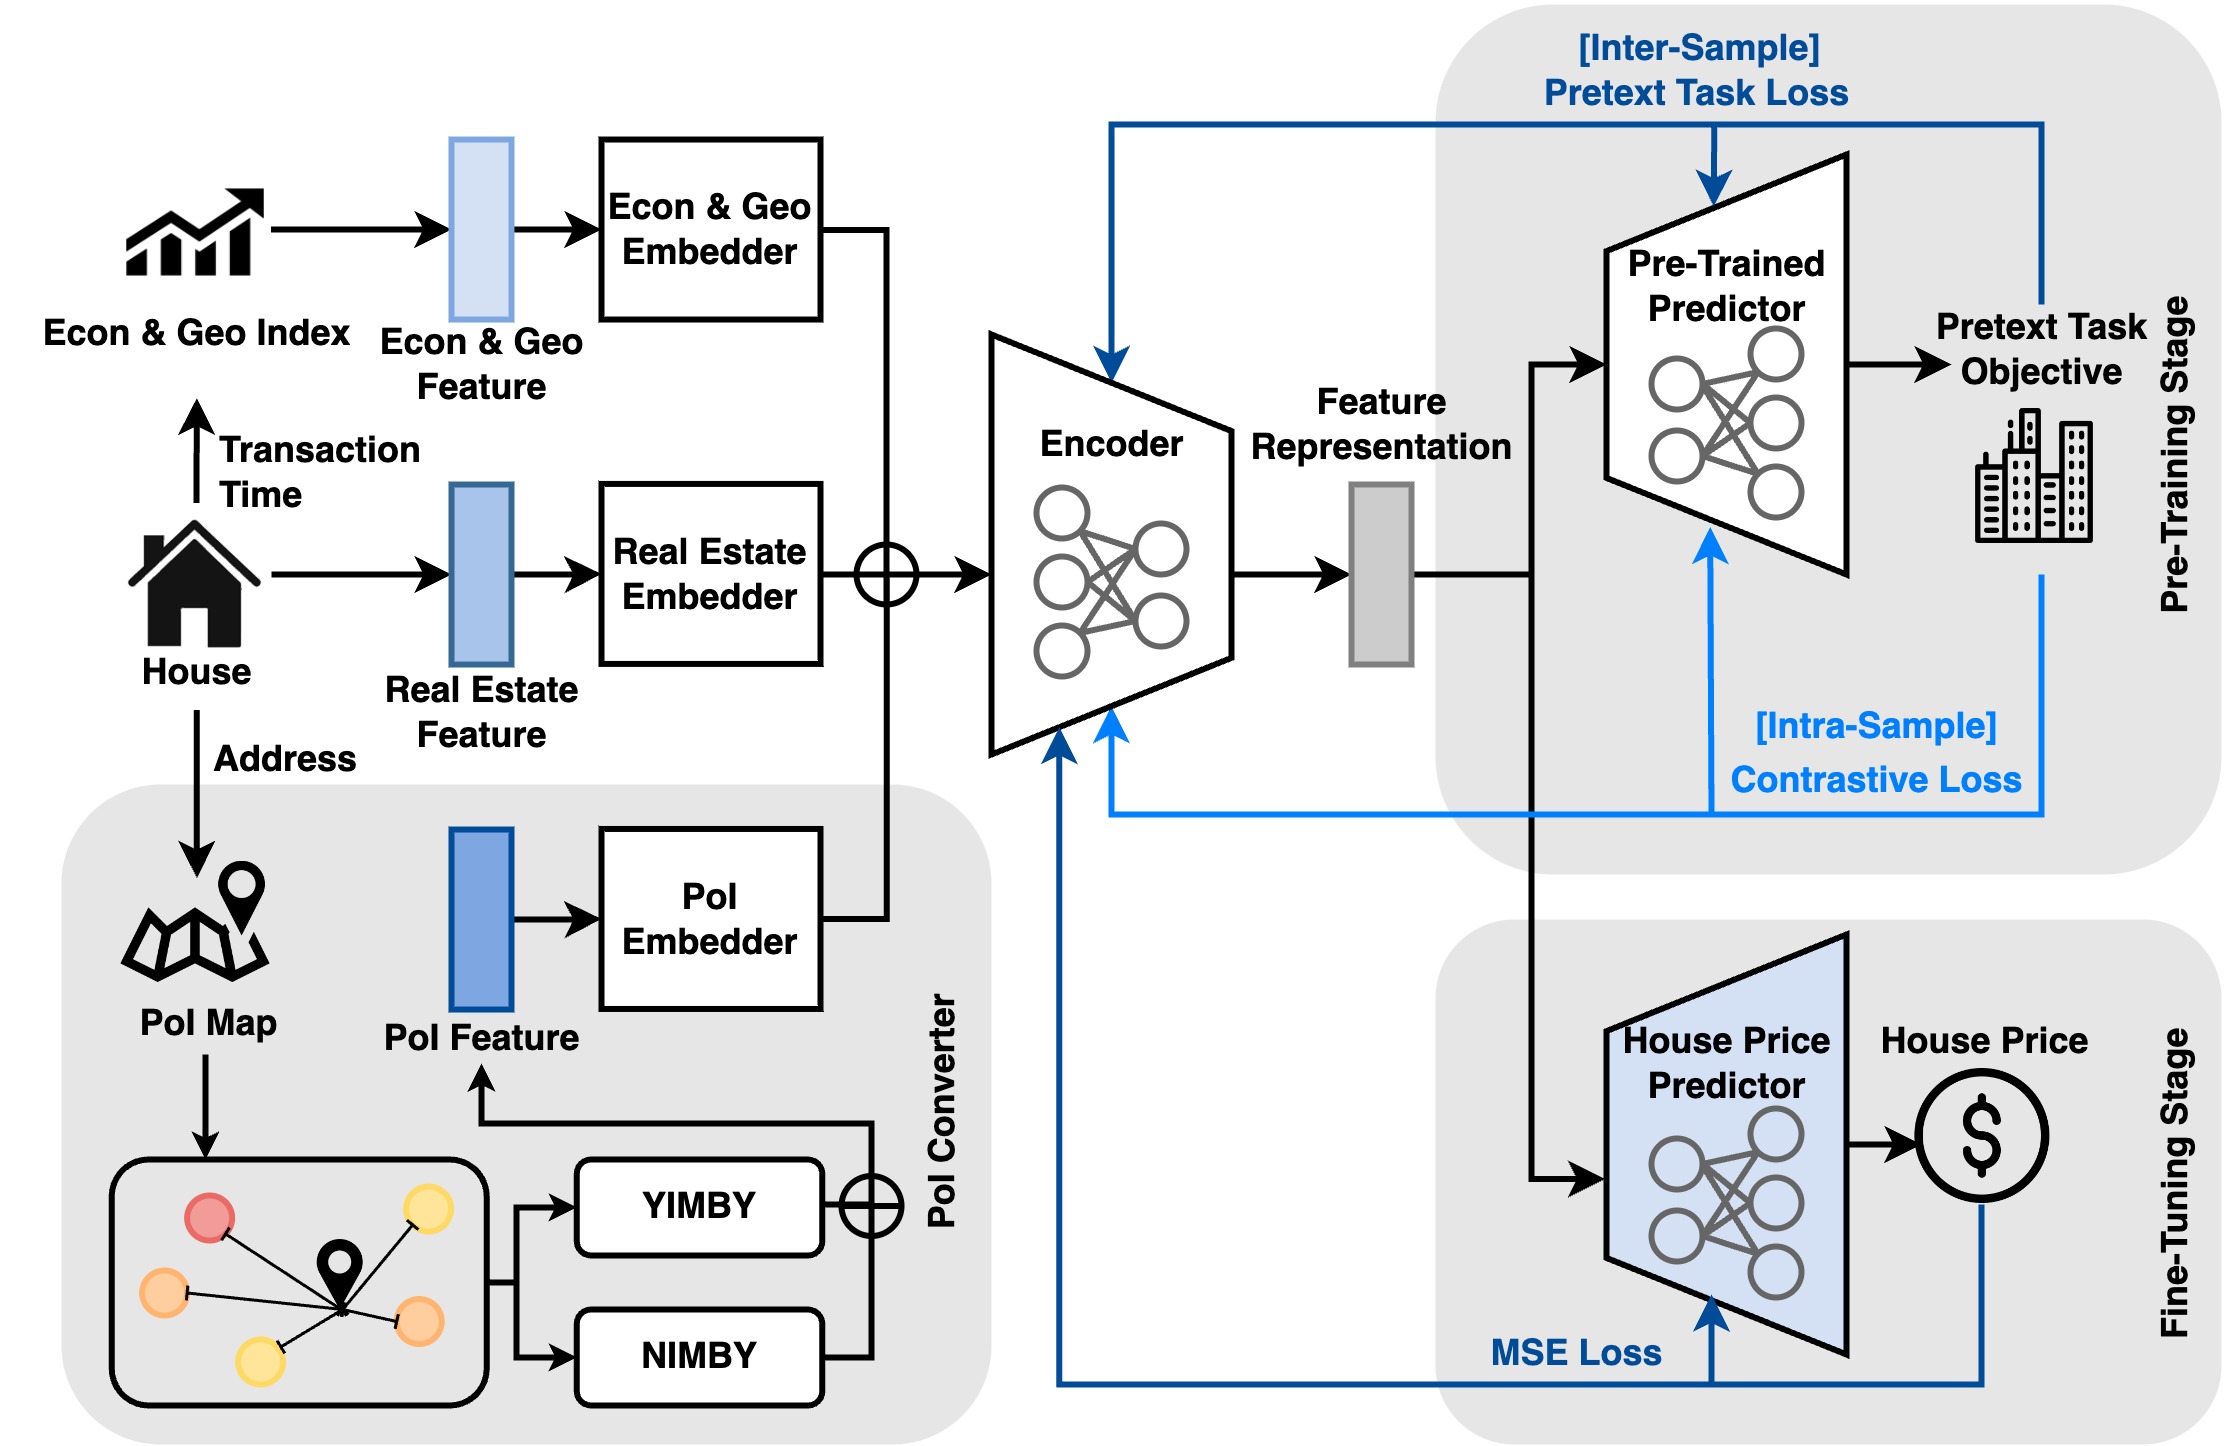 [Inter-Sample]
Pretext Task Loss
Econ & Geo
Embedder
Econ & Geo Index
Econ & Geo
Feature
Transaction
Time
House
Real Estate
Feature
Real Estate
Embedder
Address
Encoder
Feature
Representation
Pre-Trained
Predictor
Pretext Task
Objective
Pre-Training Stage
[Intra-Sample]
Contrastive Loss
PoI Map
PoI Feature
PoI
Embedder
PoI Converter
YIMBY
NIMBY
House Price
Predictor
House Price
$
MSE Loss
Fine-Tuning Stage